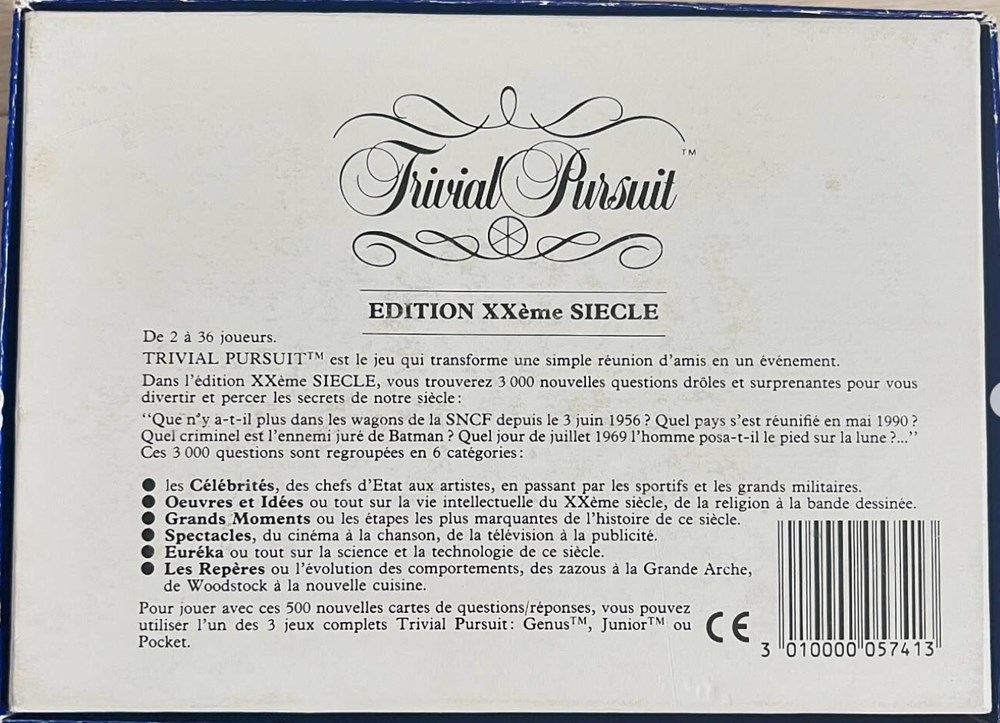 Trivial Pursuit™
EDITION XXème SIECLE
De 2 à 36 joueurs.
TRIVIAL PURSUIT™ est le jeu qui transforme une simple réunion d'amis en un événement.
Dans l'édition XXème SIECLE, vous trouverez 3 000 nouvelles questions drôles et surprenantes pour vous
divertir et percer les secrets de notre siècle :
“Que n'y a-t-il plus dans les wagons de la SNCF depuis le 3 juin 1956 ? Quel pays s'est réunifié en mai 1990 ?
Quel criminel est l'ennemi juré de Batman ? Quel jour de juillet 1969 l'homme posa-t-il le pied sur la lune ?...”
Ces 3 000 questions sont regroupées en 6 catégories :
● les Célébrités, des chefs d'Etat aux artistes, en passant par les sportifs et les grands militaires.
● Oeuvres et Idées ou tout sur la vie intellectuelle du XXème siècle, de la religion à la bande dessinée.
● Grands Moments ou les étapes les plus marquantes de l'histoire de ce siècle.
● Spectacles, du cinéma à la chanson, de la télévision à la publicité.
● Euréka ou tout sur la science et la technologie de ce siècle.
● Les Repères ou l'évolution des comportements, des zazous à la Grande Arche,
de Woodstock à la nouvelle cuisine.
Pour jouer avec ces 500 nouvelles cartes de questions/réponses, vous pouvez
utiliser l'un des 3 jeux complets Trivial Pursuit : Genus™, Junior™ ou
Pocket.
CE
3 010000 057413